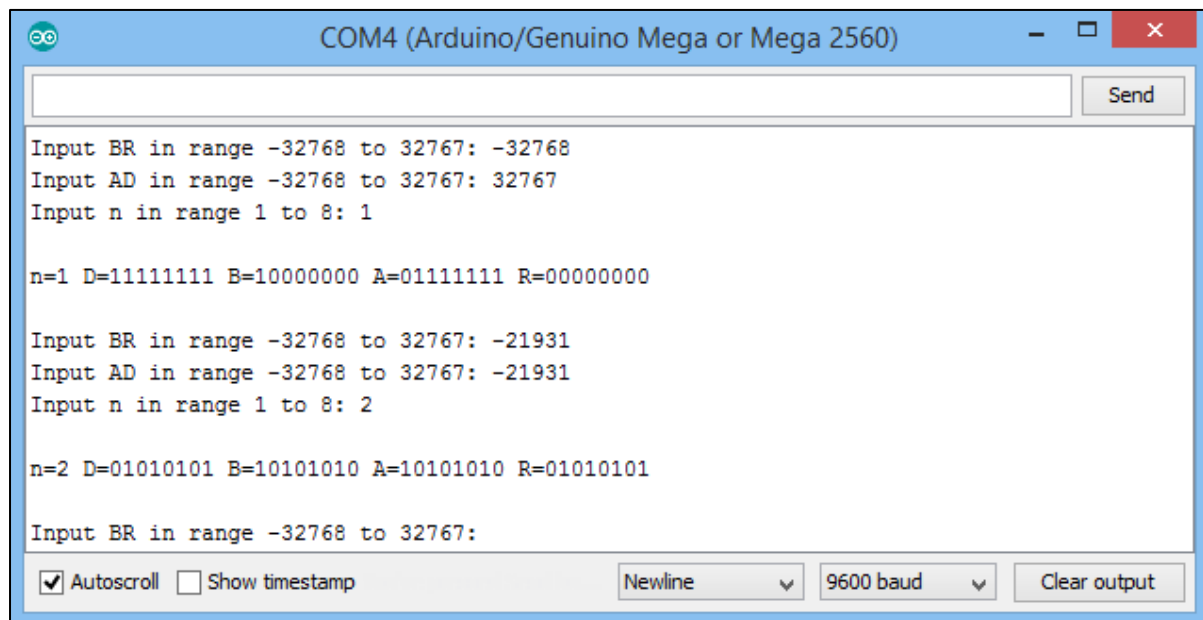 COM4 (Arduino/Genuino Mega or Mega 2560)
Send
Input BR in range -32768 to 32767: -32768
Input AD in range -32768 to 32767: 32767
Input n in range 1 to 8: 1
n=1 D=11111111 B=10000000 A=01111111 R=00000000
Input BR in range -32768 to 32767: -21931
Input AD in range -32768 to 32767: -21931
Input n in range 1 to 8: 2
n=2 D=01010101 B=10101010 A=10101010 R=01010101
Input BR in range -32768 to 32767:
Autoscroll Show timestamp Newline 9600 baud Clear output